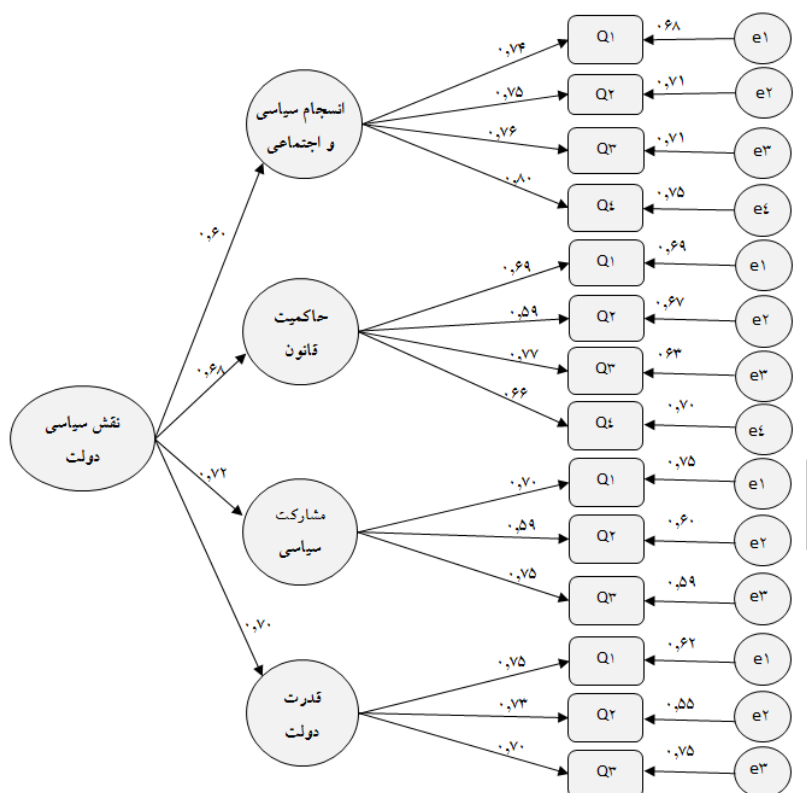 ۰,۷۴
Q۱
۰۶۸
e۱
انسجام سیاسی
و اجتماعی
۰,۷۵
Q۲
۰,۷۱
e۲
۰,۷۶
Q۳
۰,۷۱
e۳
۰,۸۰
Q٤
۰,۷۵
e٤
۰,۶۰
حاکمیت
قانون
۰,۶۹
Q۱
۰,۶۹
e۱
۰,۵۹
Q۲
۰,۶۷
e۲
۰,۷۷
Q۳
۰۶۳
e۳
۰۶۶
Q٤
۰,۷۰
e٤
۰,۶۸
نقش سیاسی
دولت
۰,۷۲
مشارکت
سیاسی
۰,۷۰
Q۱
۰,۷۵
e۱
۰,۵۹
Q۲
۰,۶۰
e۲
۰,۷۵
Q۳
۰,۵۹
e۳
۰,۷۰
قدرت
دولت
۰,۷۵
Q۱
۰,۶۲
e۱
۰,۷۳
Q۲
۰,۵۵
e۲
۰,۷۰
Q۳
۰,۷۵
e۳